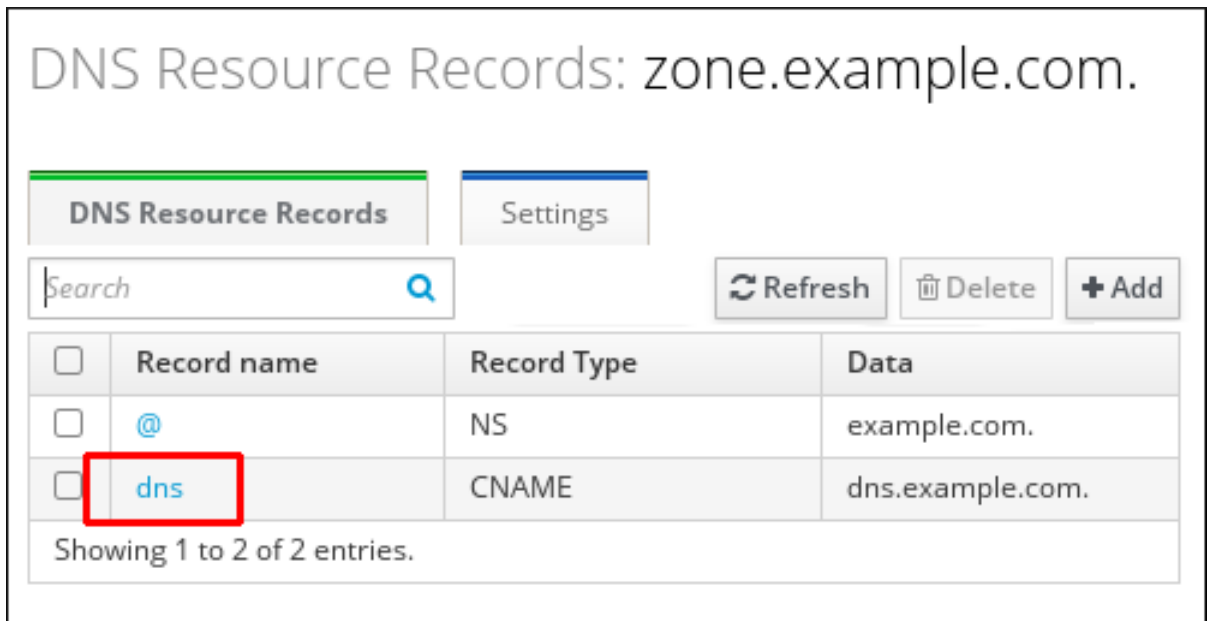 DNS Resource Records: zone.example.com.
DNS Resource Records Settings
Search Refresh Delete Add
Record name Record Type Data
@ NS example.com.
dns CNAME dns.example.com.
Showing 1 to 2 of 2 entries.